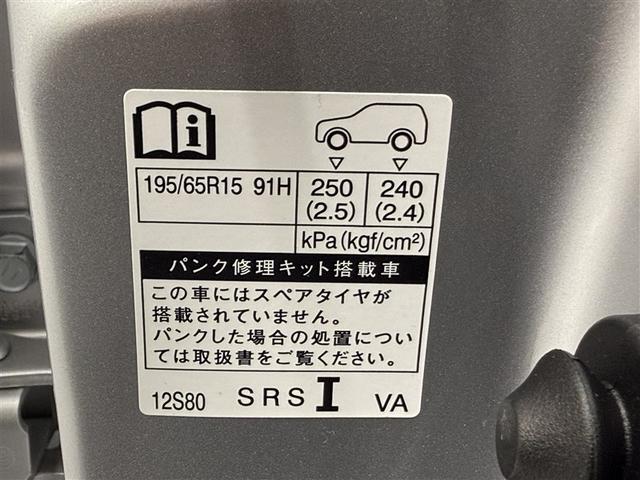 195/65R15 91H 250 240
(2.5) (2.4)
kPa(kgf/cm²)
パンク修理キット搭載車
この車にはスペアタイヤが
搭載されていません。
パンクした場合の処置につい
ては取扱書をご覧ください。
12S80 SRS I VA